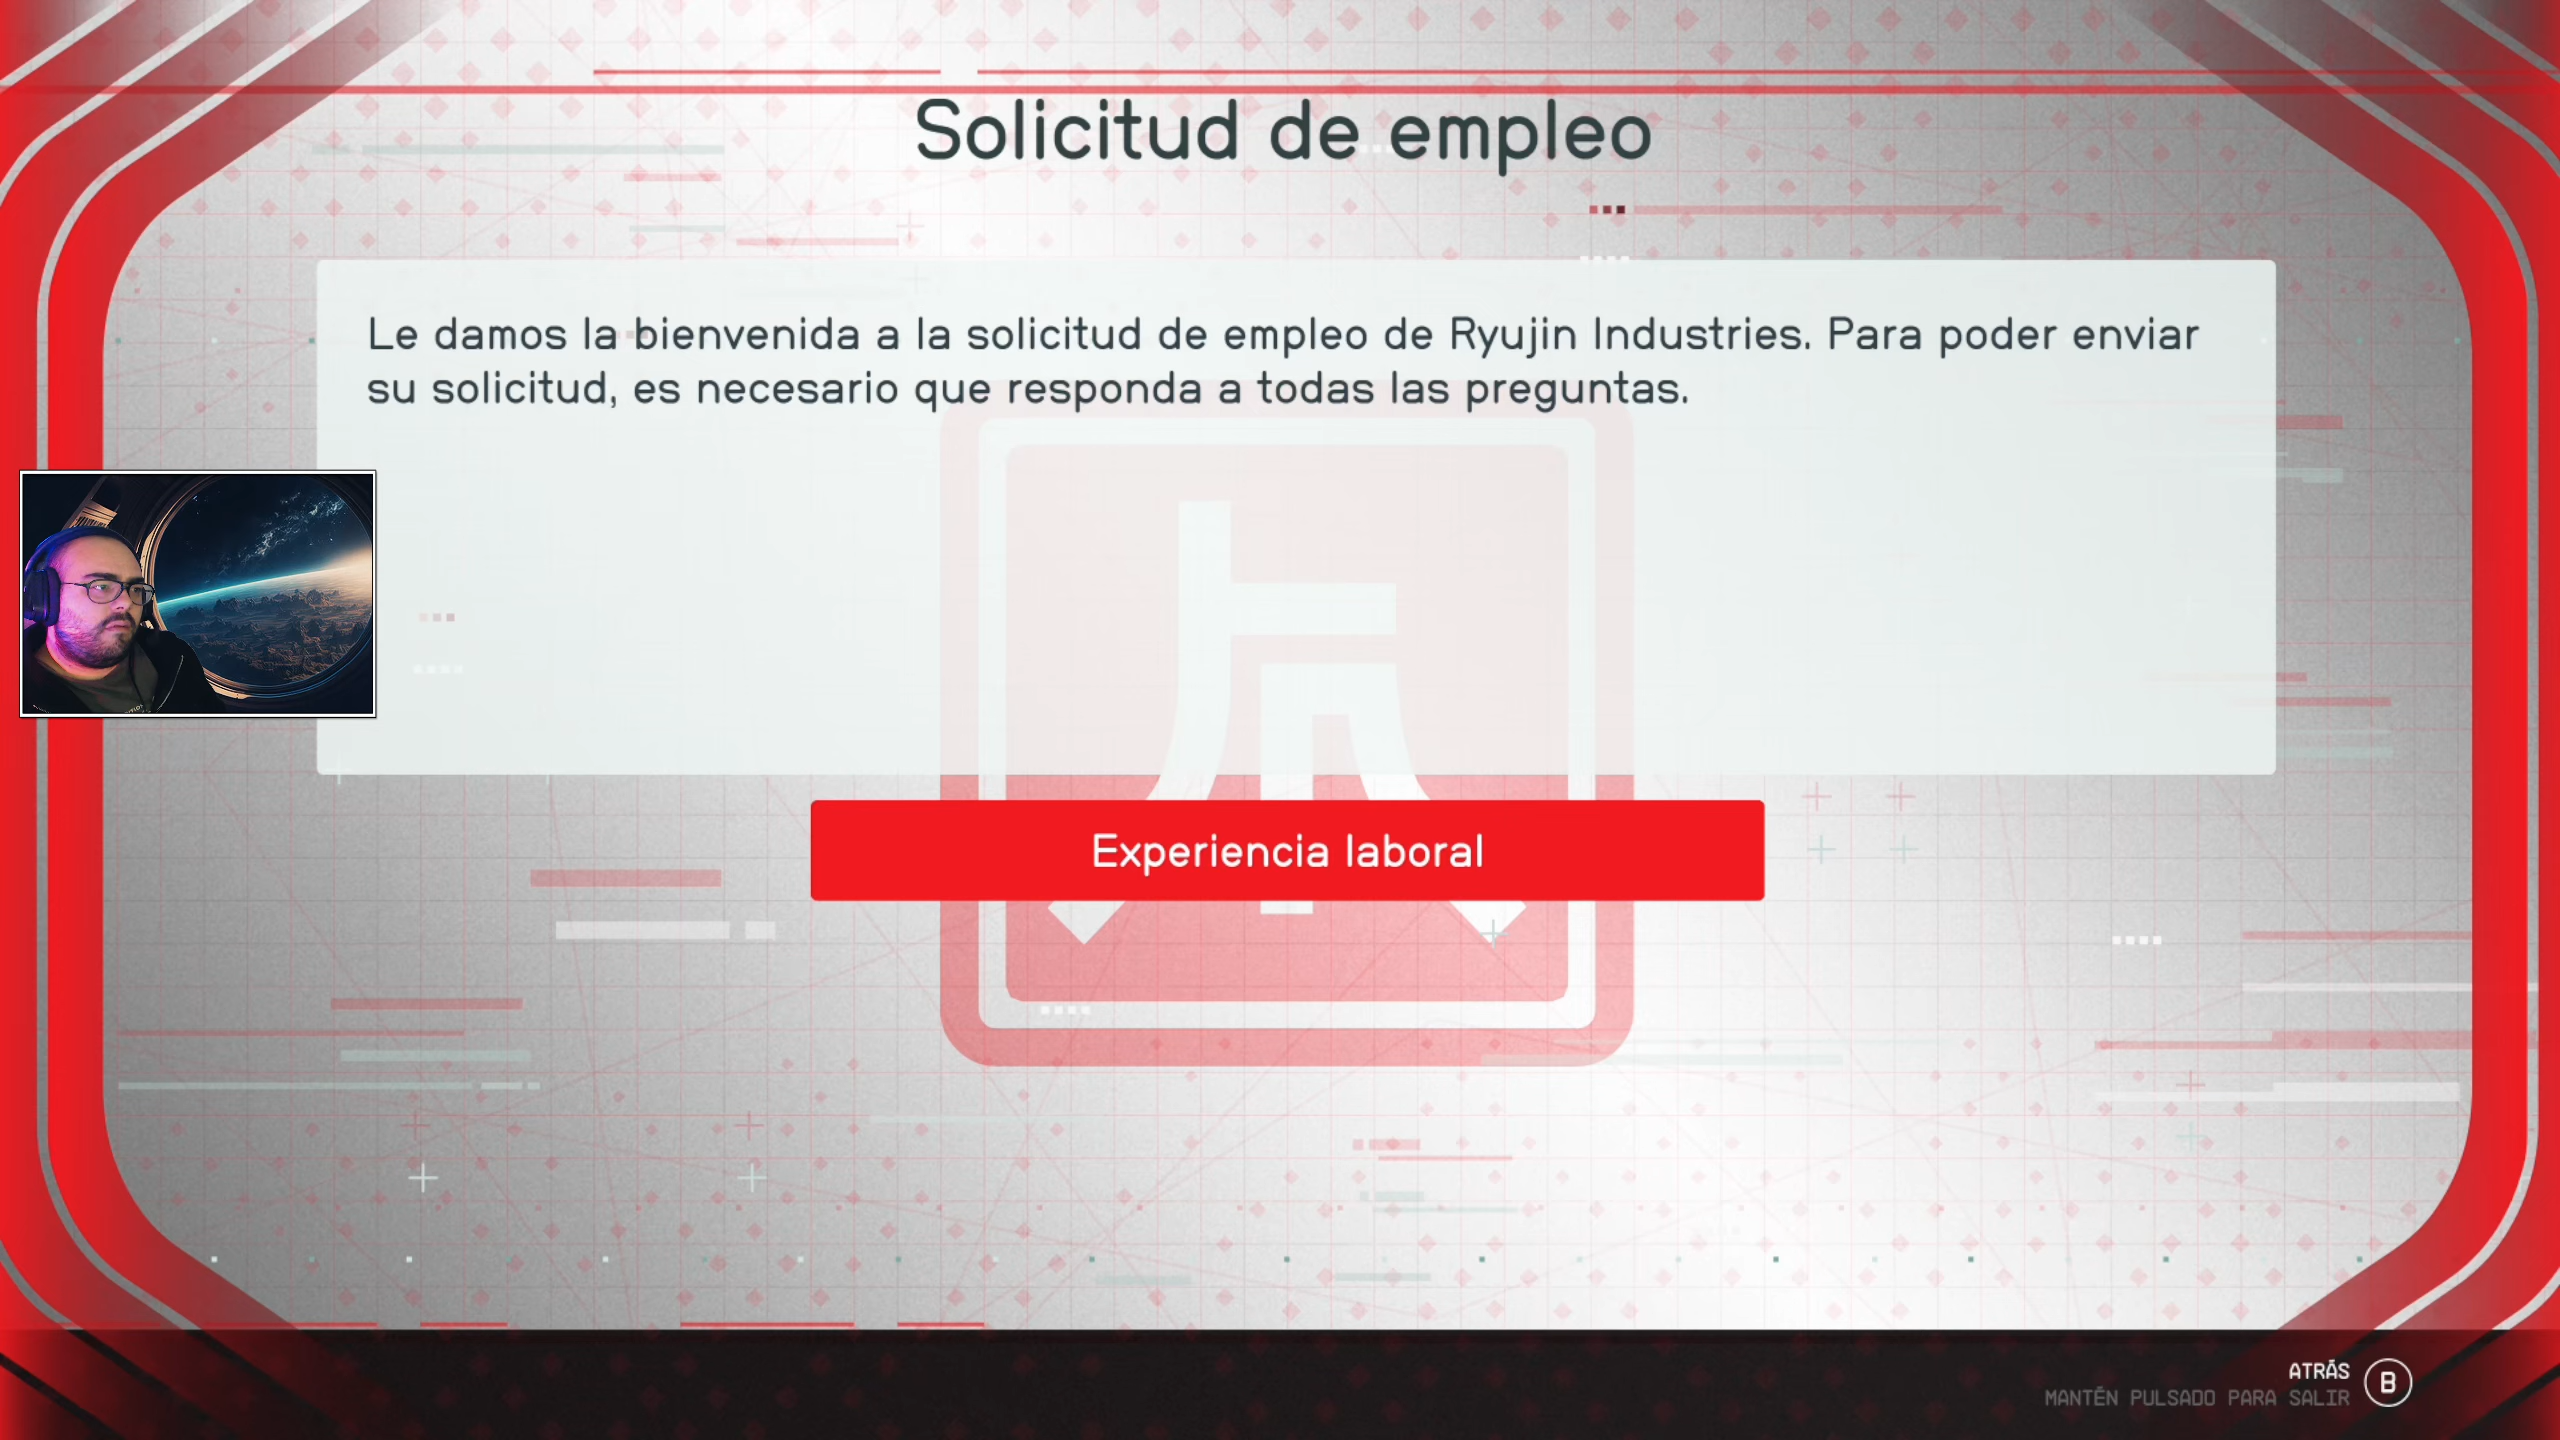 Solicitud de empleo
Le damos la bienvenida a la solicitud de empleo de Ryujin Industries. Para poder enviar
su solicitud, es necesario que responda a todas las preguntas.
Experiencia laboral
ATRÁS
B
MANTÉN PULSADO PARA SALIR